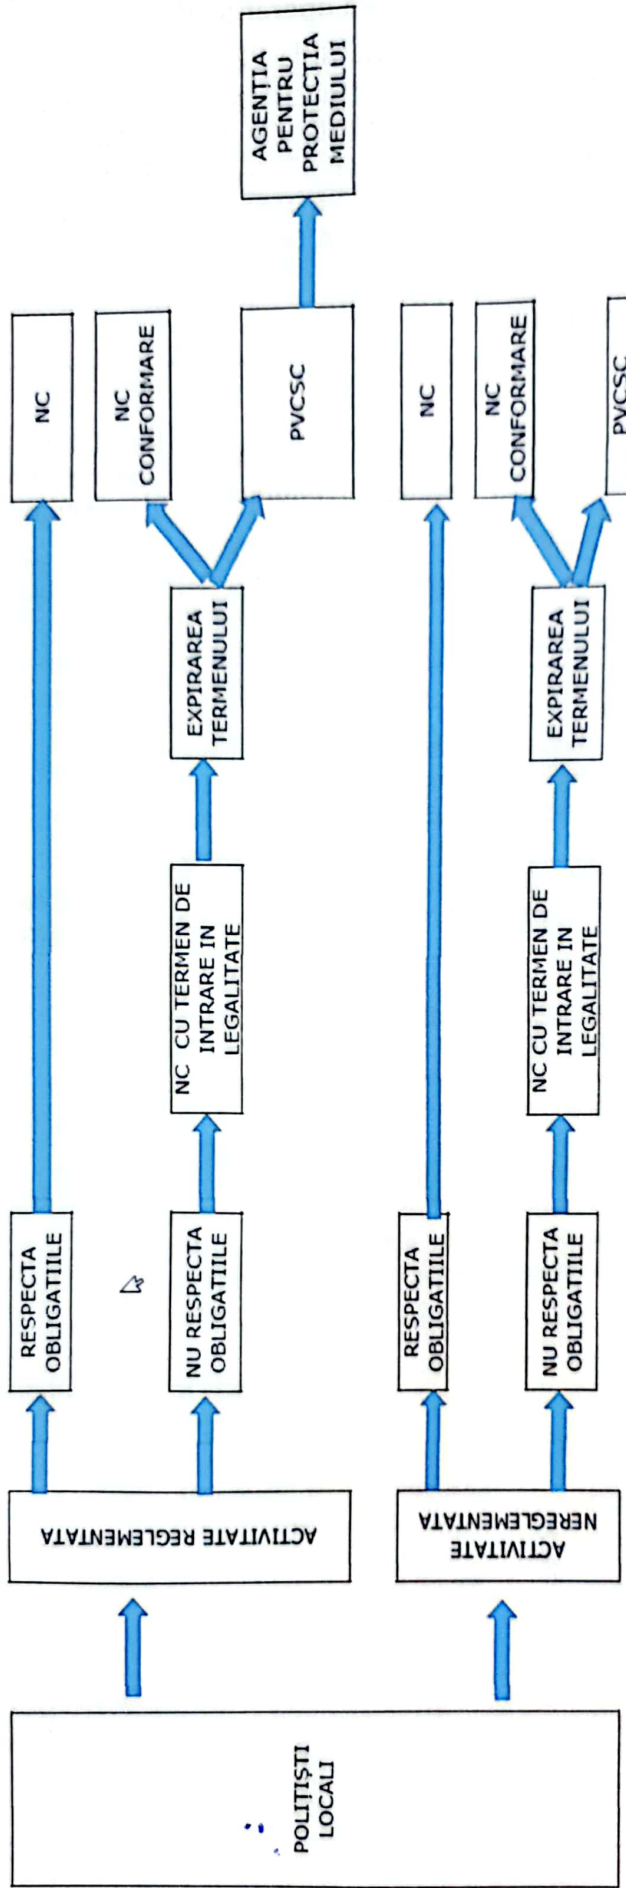 POLIȚIȘTI
LOCALI
ACTIVITATE REGLEMENTATA
RESPECTA
OBLIGATIILE
NC
NU RESPECTA
OBLIGATIILE
NC CU TERMEN DE
INTRARE IN
LEGALITATE
EXPIRAREA
TERMENULUI
NC
CONFORMARE
PVCSC
AGENȚIA
PENTRU
PROTECȚIA
MEDIULUI
ACTIVITATE
NEREGLEMENTATA
RESPECTA
OBLIGATIILE
NC
NU RESPECTA
OBLIGATIILE
NC CU TERMEN DE
INTRARE IN
LEGALITATE
EXPIRAREA
TERMENULUI
NC
CONFORMARE
PVCSC